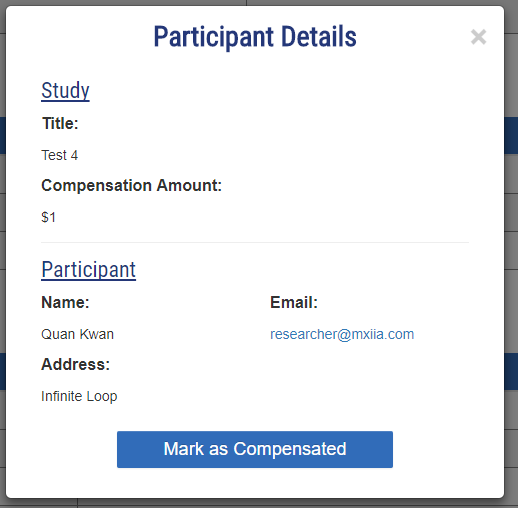 Participant Details
×
Study
Title:
Test 4
Compensation Amount:
$1
Participant
Name:
Quan Kwan
Email:
researcher@mxiia.com
Address:
Infinite Loop
Mark as Compensated